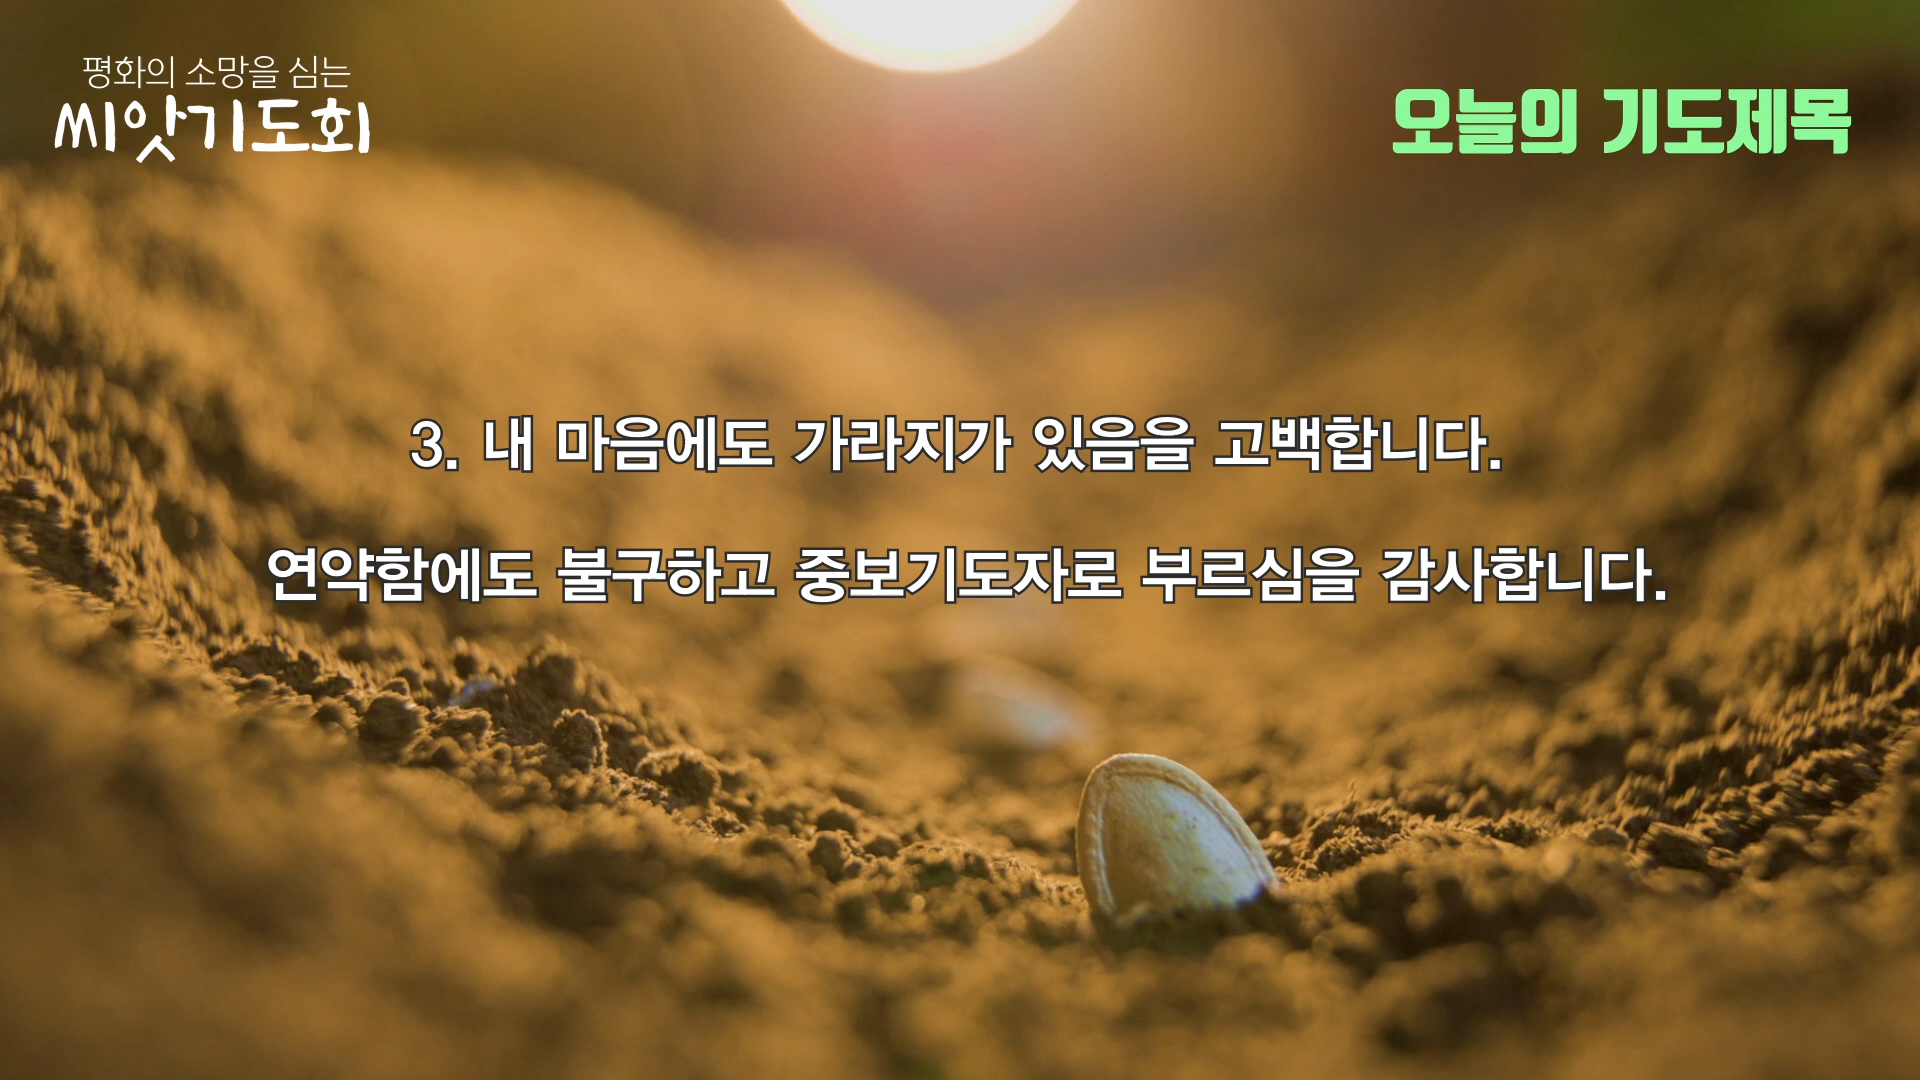 평화의 소망을 심는
씨앗기도회
오늘의 기도제목
3. 내 마음에도 가라지가 있음을 고백합니다.
연약함에도 불구하고 중보기도자로 부르심을 감사합니다.